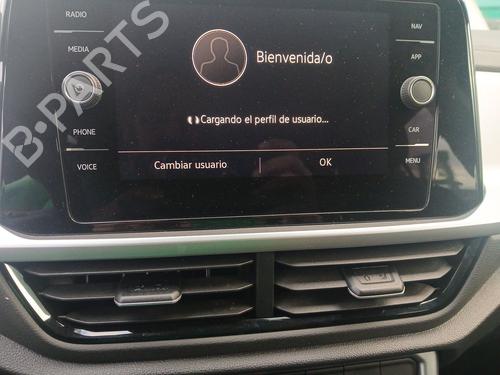 RADIO
MEDIA
PHONE
VOICE
Bienvenida/o
Cargando el perfil de usuario...
Cambiar usuario
OK
NAV
APP
CAR
MENU
B-PARTS